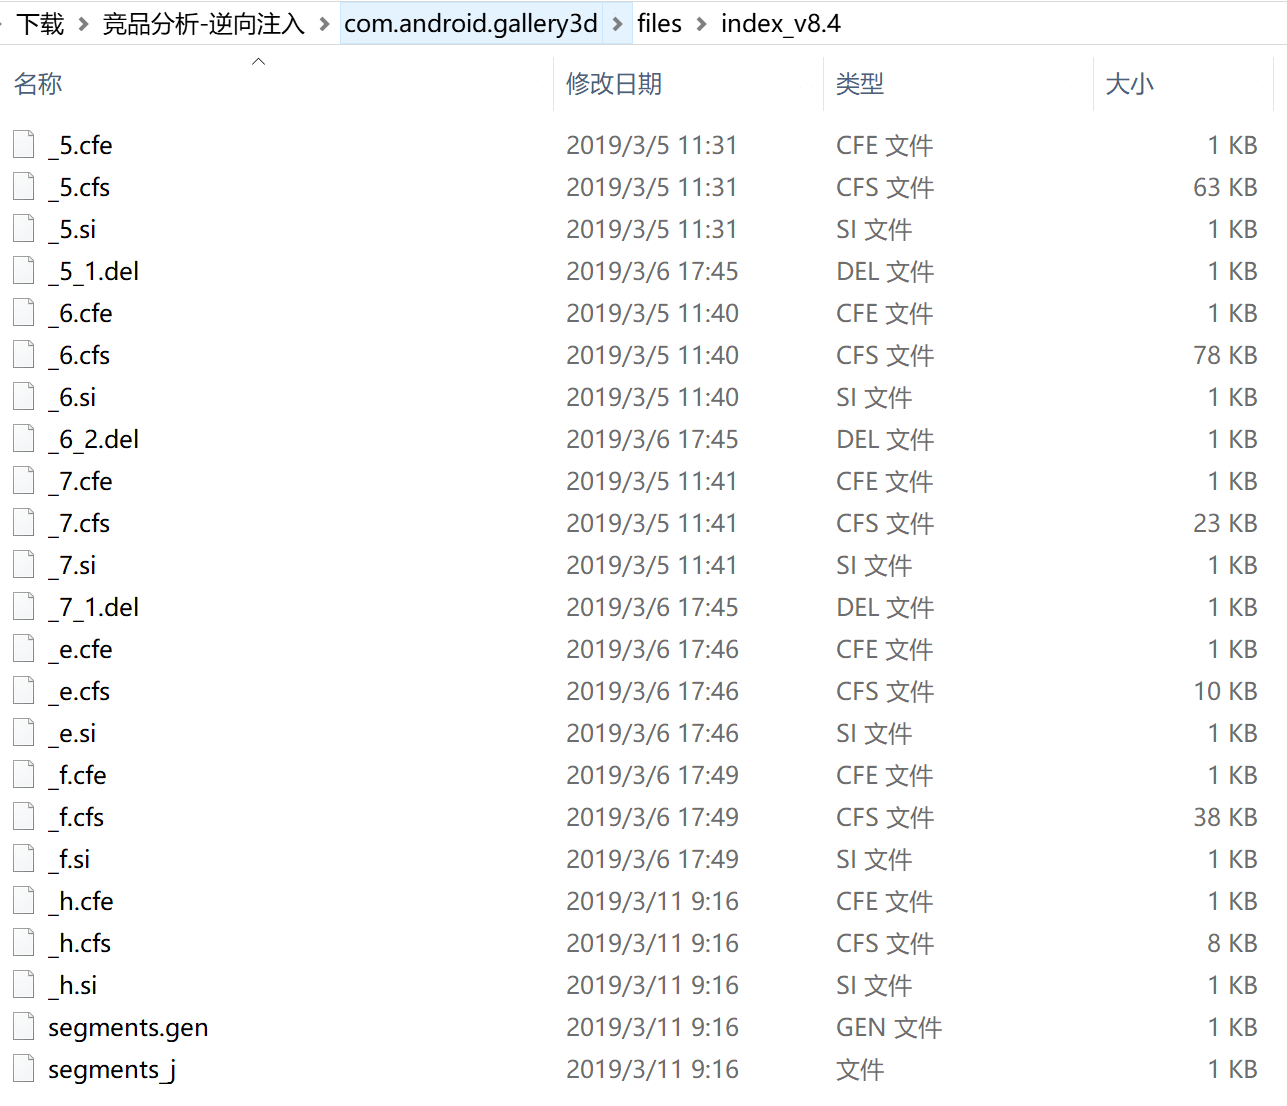 下载 > 竞品分析-逆向注入 > com.android.gallery3d > files > index_v8.4
名称 修改日期 类型 大小
_5.cfe 2019/3/5 11:31 CFE 文件 1 KB
_5.cfs 2019/3/5 11:31 CFS 文件 63 KB
_5.si 2019/3/5 11:31 SI 文件 1 KB
_5_1.del 2019/3/6 17:45 DEL 文件 1 KB
_6.cfe 2019/3/5 11:40 CFE 文件 1 KB
_6.cfs 2019/3/5 11:40 CFS 文件 78 KB
_6.si 2019/3/5 11:40 SI 文件 1 KB
_6_2.del 2019/3/6 17:45 DEL 文件 1 KB
_7.cfe 2019/3/5 11:41 CFE 文件 1 KB
_7.cfs 2019/3/5 11:41 CFS 文件 23 KB
_7.si 2019/3/5 11:41 SI 文件 1 KB
_7_1.del 2019/3/6 17:45 DEL 文件 1 KB
_e.cfe 2019/3/6 17:46 CFE 文件 1 KB
_e.cfs 2019/3/6 17:46 CFS 文件 10 KB
_e.si 2019/3/6 17:46 SI 文件 1 KB
_f.cfe 2019/3/6 17:49 CFE 文件 1 KB
_f.cfs 2019/3/6 17:49 CFS 文件 38 KB
_f.si 2019/3/6 17:49 SI 文件 1 KB
_h.cfe 2019/3/11 9:16 CFE 文件 1 KB
_h.cfs 2019/3/11 9:16 CFS 文件 8 KB
_h.si 2019/3/11 9:16 SI 文件 1 KB
segments.gen 2019/3/11 9:16 GEN 文件 1 KB
segments_j 2019/3/11 9:16 文件 1 KB